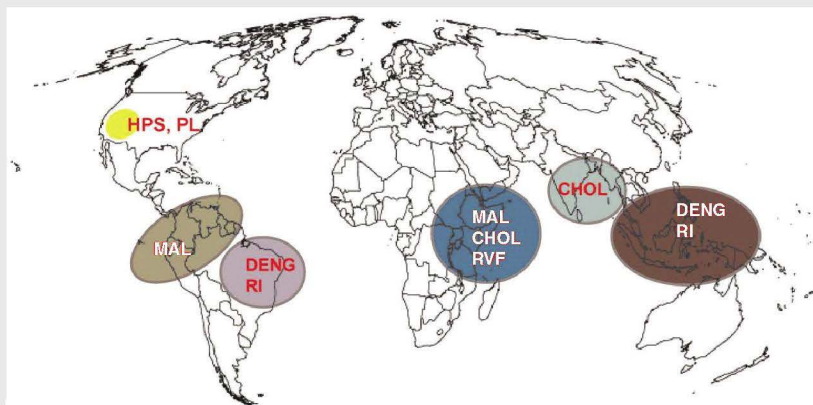 HPS, PL
MAL
DENG
RI
MAL
CHOL
RVF
CHOL
DENG
RI